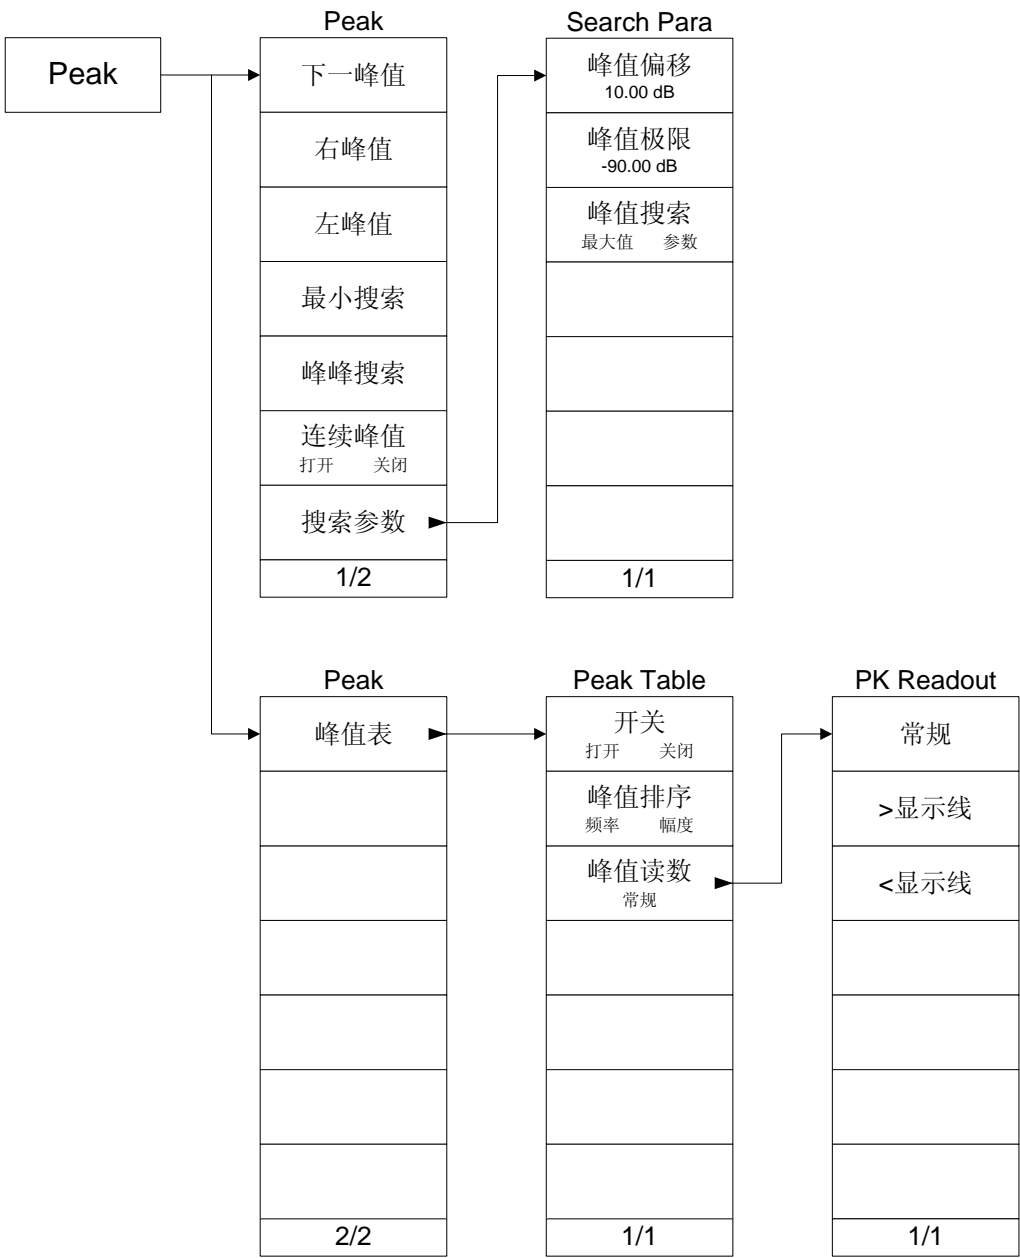 Peak
Peak
下一峰值
右峰值
左峰值
最小搜索
峰峰搜索
连续峰值
打开 关闭
搜索参数
1/2
Search Para
峰值偏移
10.00 dB
峰值极限
-90.00 dB
峰值搜索
最大值 参数
1/1
Peak
峰值表
2/2
Peak Table
开关
打开 关闭
峰值排序
频率 幅度
峰值读数
常规
1/1
PK Readout
常规
>显示线
<显示线
1/1